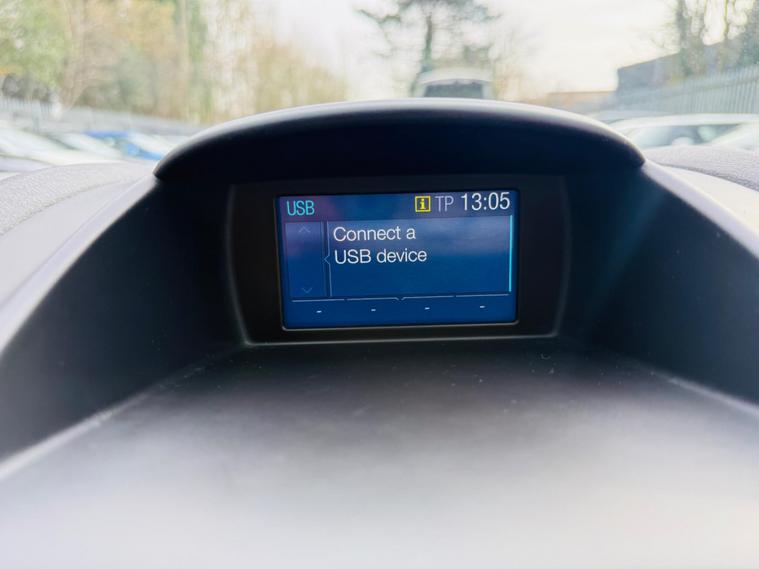 USB i TP 13:05
Connect a
USB device
- - - -